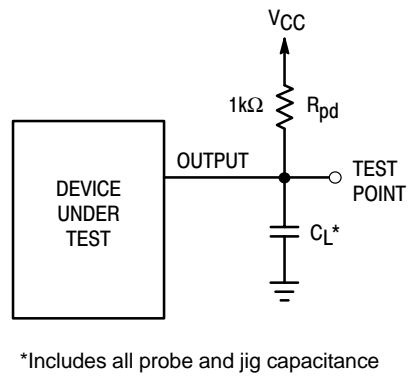 VCC
1kΩ Rpd
OUTPUT
TEST
POINT
DEVICE
UNDER
TEST
CL*
*Includes all probe and jig capacitance